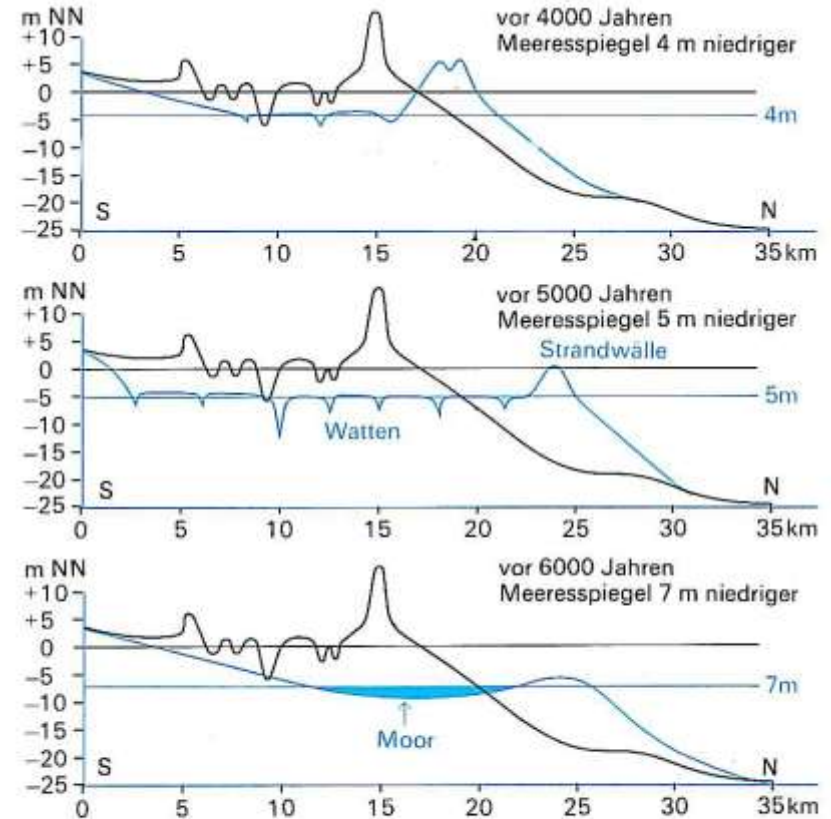 m NN
vor 4000 Jahren
Meeresspiegel 4 m niedriger
+10
+5
0
−5
4m
−10
−15
−20
−25
S
N
0 5 10 15 20 25 30 35 km
m NN
vor 5000 Jahren
Meeresspiegel 5 m niedriger
+10
Strandwälle
+5
0
−5
5m
−10
Watten
−15
−20
−25
S
N
0 5 10 15 20 25 30 35 km
m NN
vor 6000 Jahren
Meeresspiegel 7 m niedriger
+10
+5
0
−5
7m
−10
−15
Moor
−20
−25
S
N
0 5 10 15 20 25 30 35 km